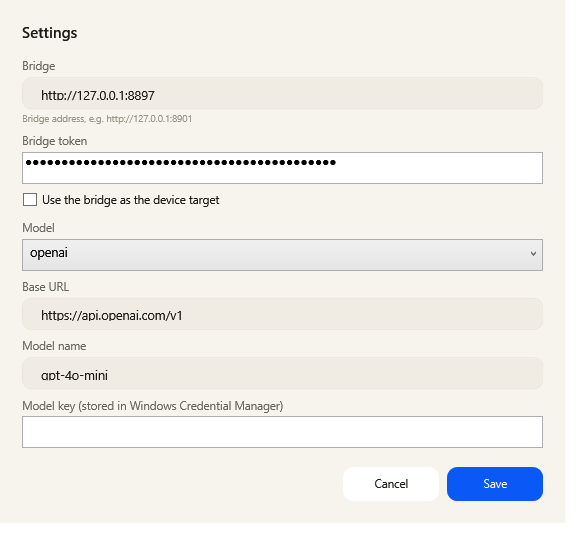 Settings
Bridge
http://127.0.0.1:8897
Bridge address, e.g. http://127.0.0.1:8901
Bridge token
●●●●●●●●●●●●●●●●●●●●●●●●●●●●●●●●●●●●●●●●●●●
Use the bridge as the device target
Model
openai
Base URL
https://api.openai.com/v1
Model name
gpt-4o-mini
Model key (stored in Windows Credential Manager)
Cancel
Save